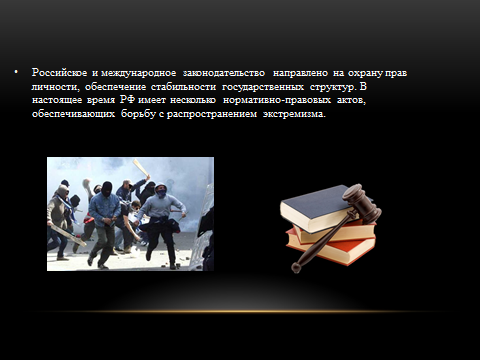 • Российское и международное законодательство направлено на охрану прав
личности, обеспечение стабильности государственных структур. В
настоящее время РФ имеет несколько нормативно-правовых актов,
обеспечивающих борьбу с распространением экстремизма.